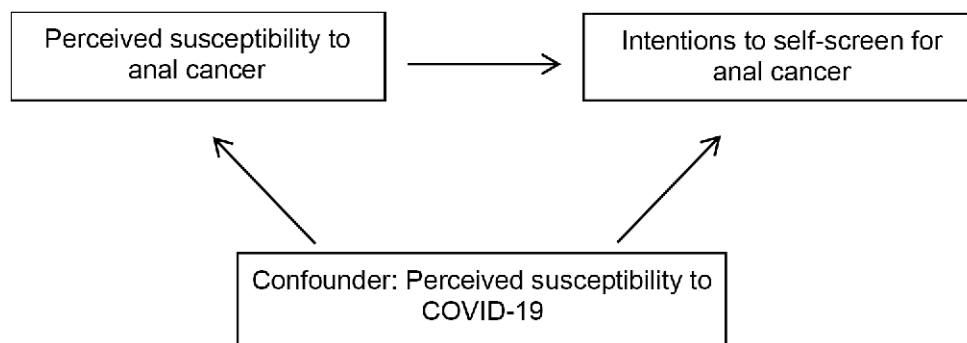 Perceived susceptibility to
anal cancer
Intentions to self-screen for
anal cancer
Confounder: Perceived susceptibility to
COVID-19